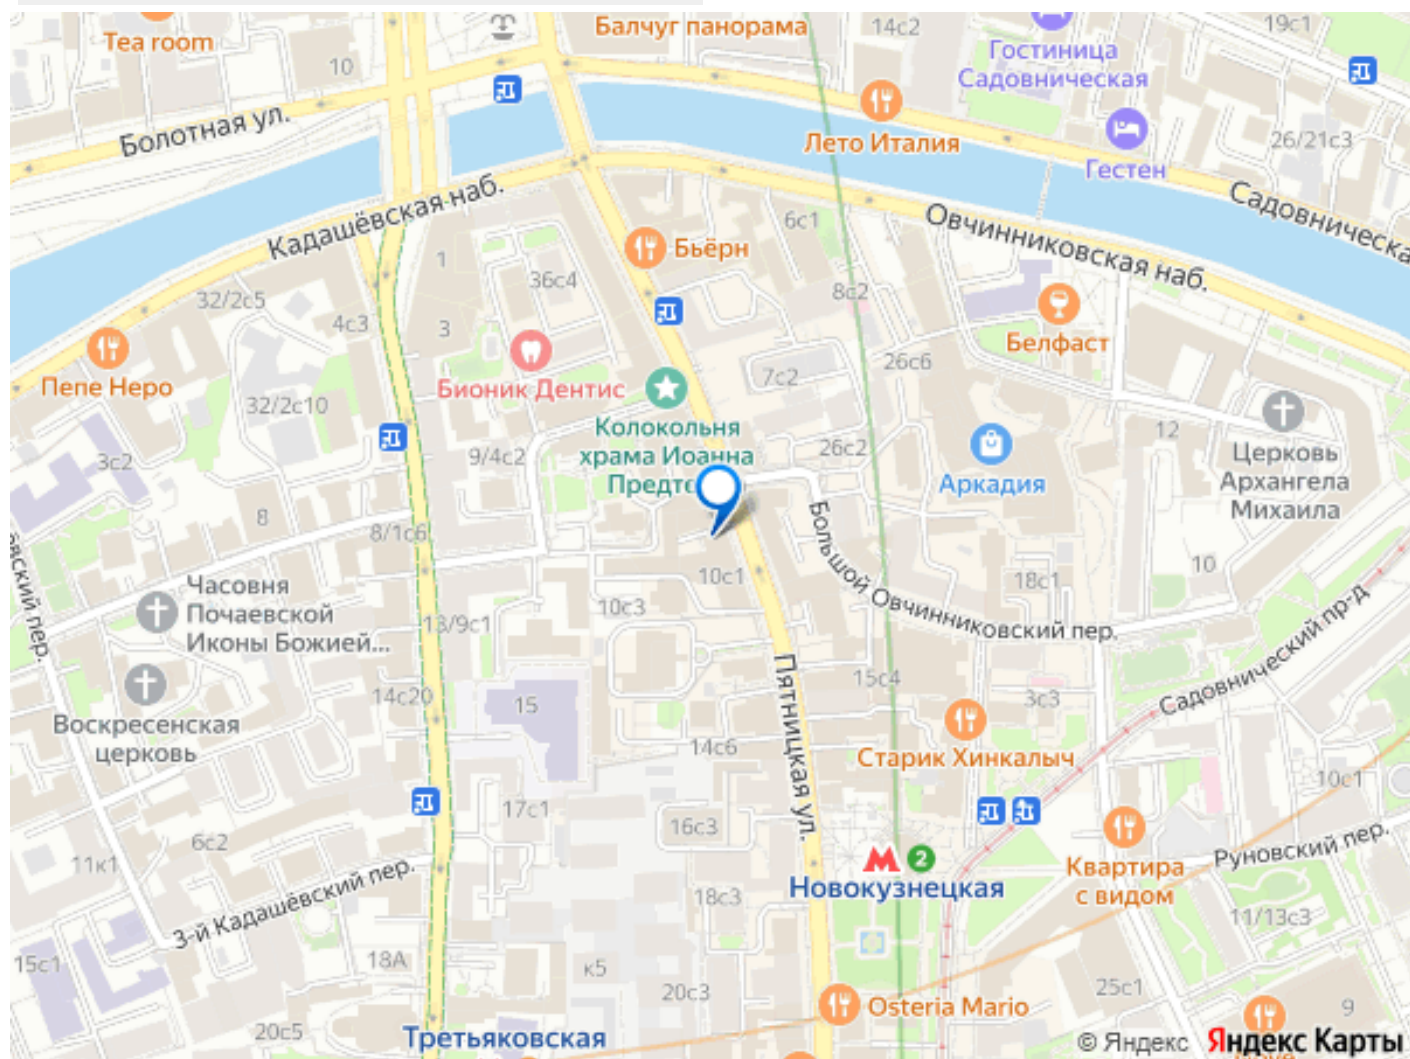 Tea room
Балчуг панорама
14с2
19с1
10
Гостиница
Садовническая
Болотная ул.
Лето Италия
26/21с3
Гестен
Кадашёвская наб.
Овчинниковская наб.
Садовническа
6с1
Бьёрн
1
36с4
8с2
32/2с5
4с3
3
Белфаст
26с6
Пепе Неро
Бионик Дентис
7с2
32/2с10
Колокольня
храма Иоанна
Предте
12
3с2
9/4с2
26с2
Аркадия
Церковь
Архангела
Михаила
8
8/1с6
Большой Овчинниковский пер.
10с1
18с1
10
Часовня
Почаевской
Иконы Божией...
вский пер.
10с3
13/9с1
Садовнический пр-д
Воскресенская
церковь
14с20
15
Пятницкая ул.
15с4
3с3
14с6
Старик Хинкалыч
10с1
17с1
16с3
6с2
11к1
3-й Кадашёвский пер.
М 2
Новокузнецкая
Квартира
с видом
Руновский пер.
18с3
11/13с3
15с1
18А
к5
20с3
25с1
9
Osteria Mario
20с5
Третьяковская
© Яндекс Яндекс Карты